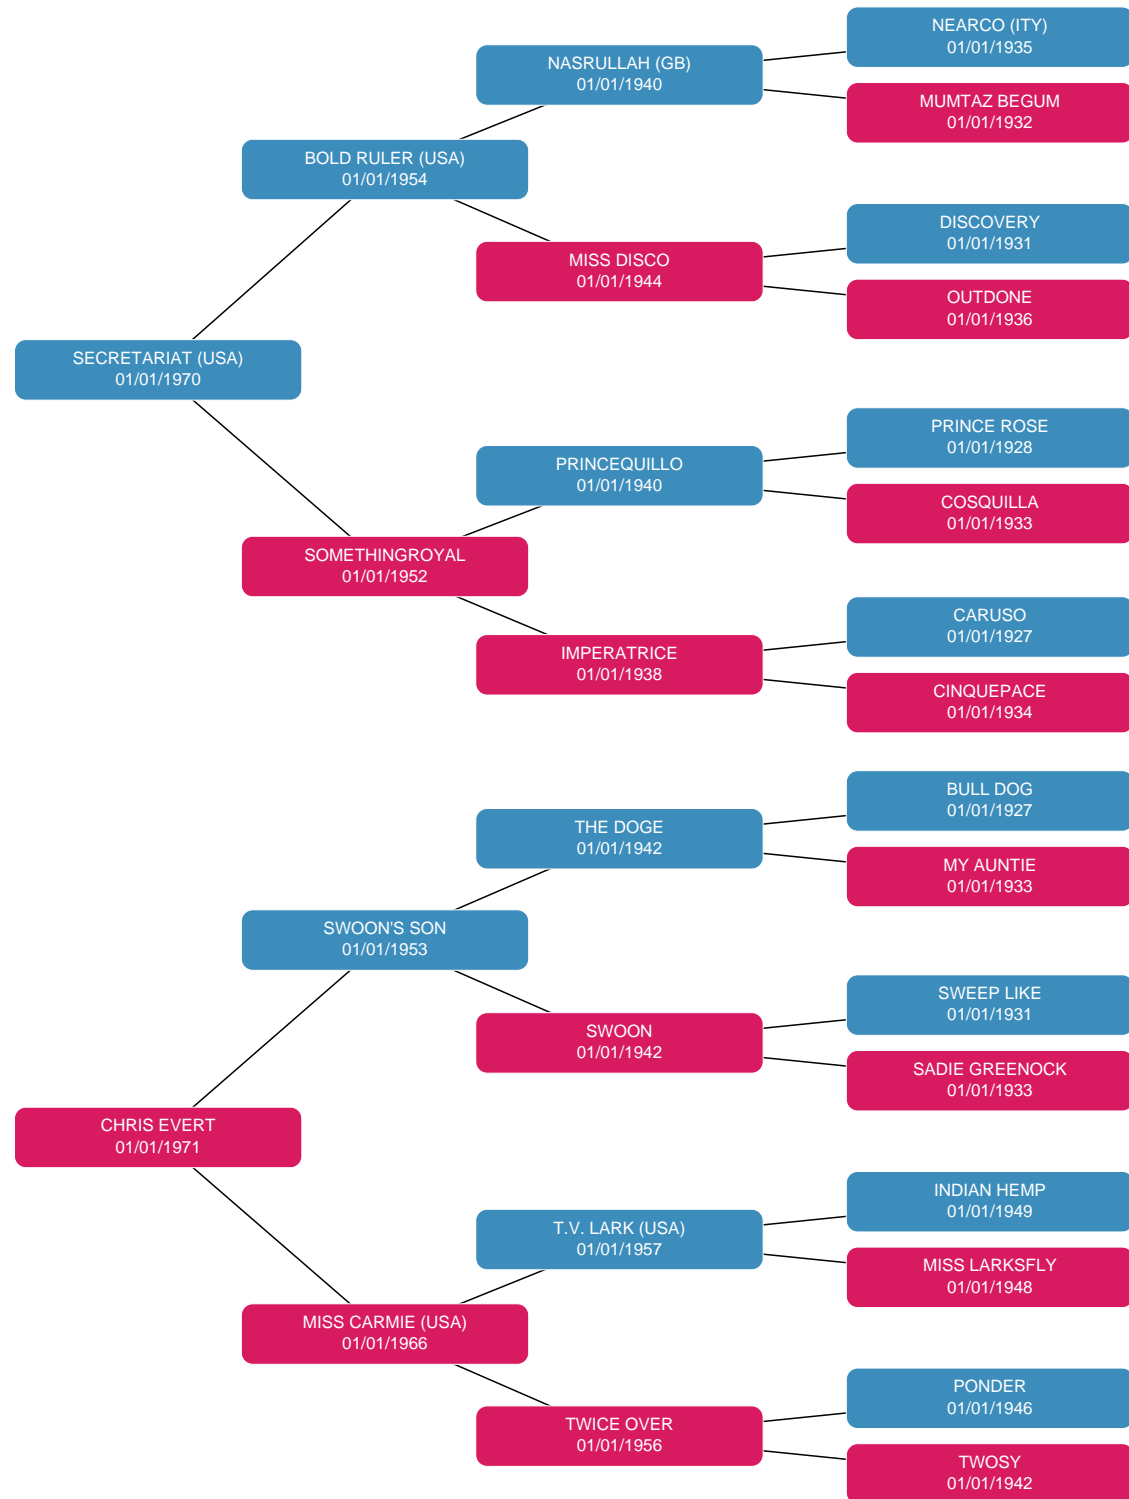 NEARCO (ITY)
01/01/1935
NASRULLAH (GB)
01/01/1940
MUMTAZ BEGUM
01/01/1932
BOLD RULER (USA)
01/01/1954
DISCOVERY
01/01/1931
MISS DISCO
01/01/1944
OUTDONE
01/01/1936
SECRETARIAT (USA)
01/01/1970
PRINCE ROSE
01/01/1928
PRINCEQUILLO
01/01/1940
COSQUILLA
01/01/1933
SOMETHINGROYAL
01/01/1952
CARUSO
01/01/1927
IMPERATRICE
01/01/1938
CINQUEPACE
01/01/1934
BULL DOG
01/01/1927
THE DOGE
01/01/1942
MY AUNTIE
01/01/1933
SWOON'S SON
01/01/1953
SWEEP LIKE
01/01/1931
SWOON
01/01/1942
SADIE GREENOCK
01/01/1933
CHRIS EVERT
01/01/1971
INDIAN HEMP
01/01/1949
T.V. LARK (USA)
01/01/1957
MISS LARKSFLY
01/01/1948
MISS CARMIE (USA)
01/01/1966
PONDER
01/01/1946
TWICE OVER
01/01/1956
TWOSY
01/01/1942